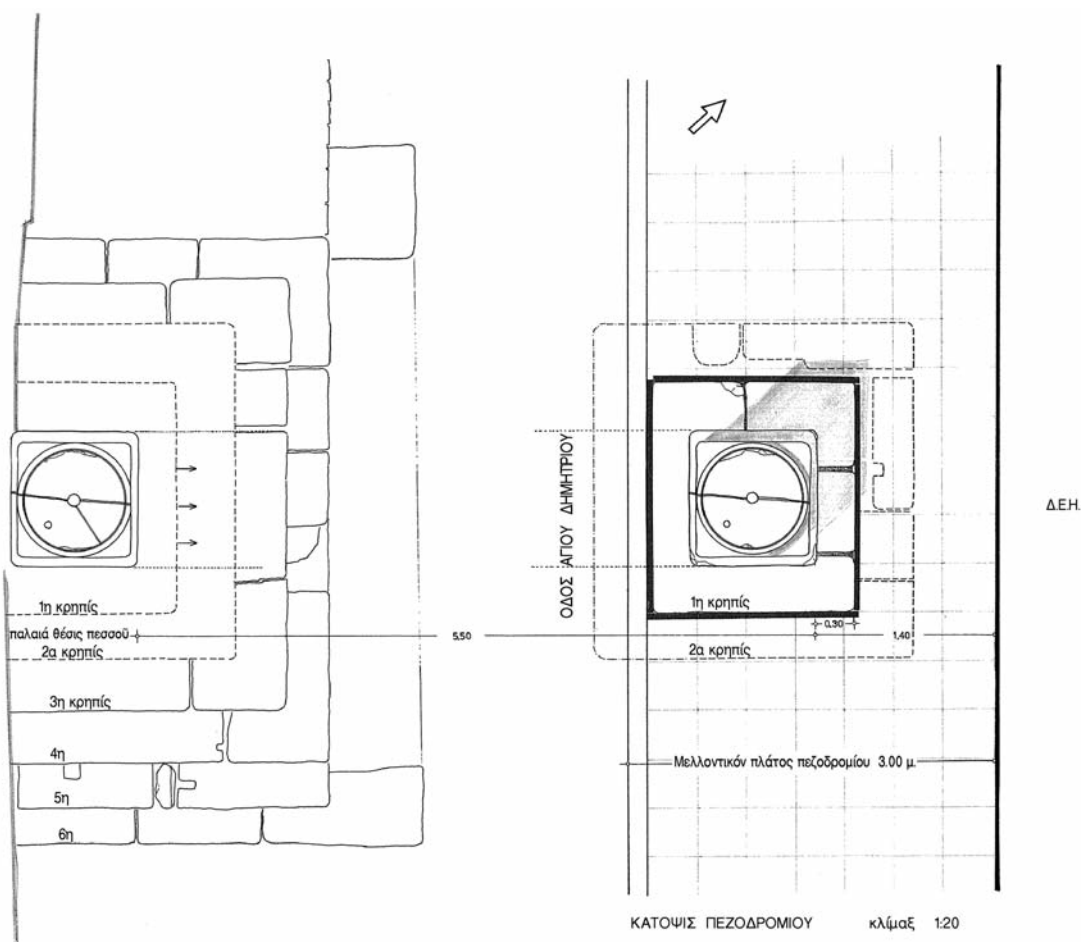 1η κρηπίς
παλαιά θέσις πεσσοῦ
2α κρηπίς
3η κρηπίς
4η
5η
6η
5,50
ΟΔΟΣ ΑΓΙΟΥ ΔΗΜΗΤΡΙΟΥ
1η κρηπίς
0,30
1,40
2α κρηπίς
Μελλοντικόν πλάτος πεζοδρομίου 3.00 μ.
Δ.Ε.Η.
ΚΑΤΟΨΙΣ ΠΕΖΟΔΡΟΜΙΟΥ κλίμαξ 1:20